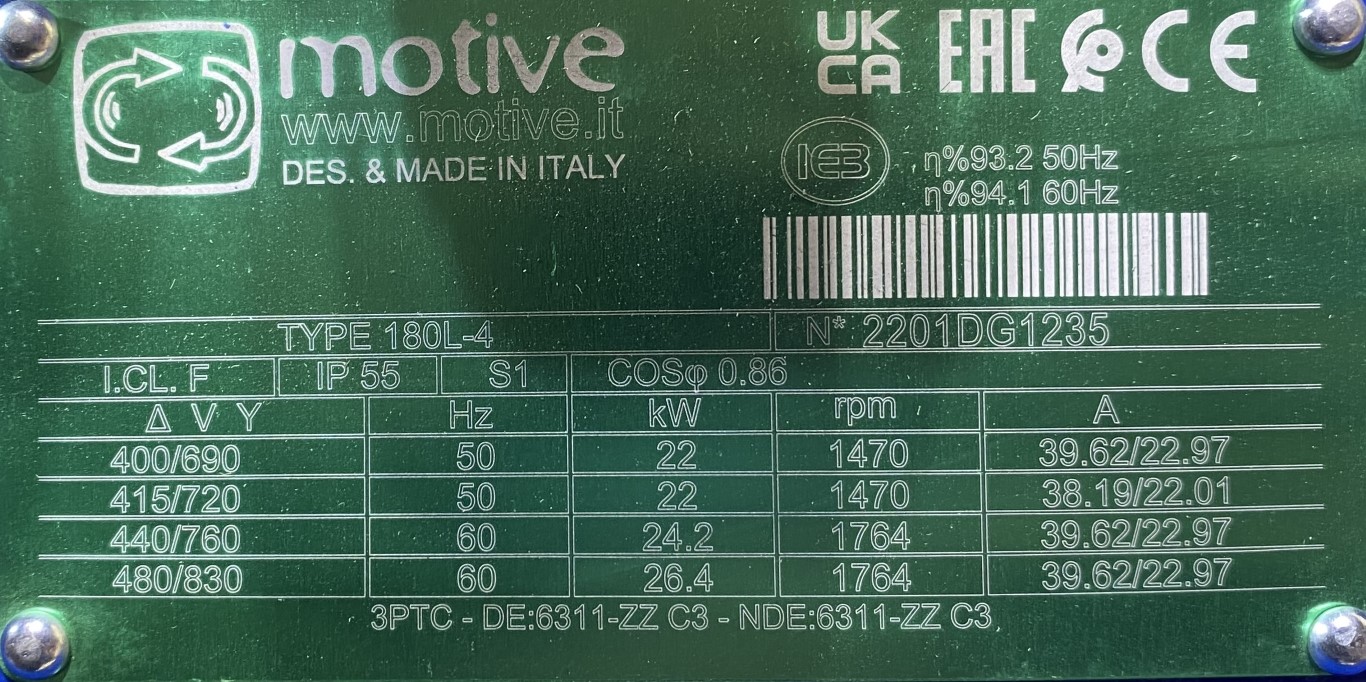 motive
www.motive.it
DES. & MADE IN ITALY
UK CA EAC CE
IE3
η%93.2 50Hz
η%94.1 60Hz
TYPE 180L-4 N* 2201DG1235
I.CL. F IP 55 S1 COSφ 0.86
Δ V Y Hz kW rpm A
400/690 50 22 1470 39.62/22.97
415/720 50 22 1470 38.19/22.01
440/760 60 24.2 1764 39.62/22.97
480/830 60 26.4 1764 39.62/22.97
3PTC - DE:6311-ZZ C3 - NDE:6311-ZZ C3